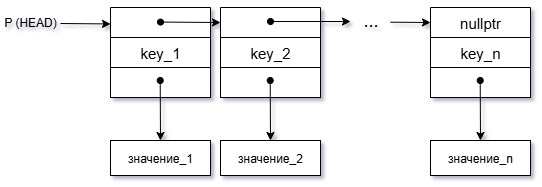 P (HEAD)
...
nullptr
key_1
key_2
key_n
значение_1
значение_2
значение_n